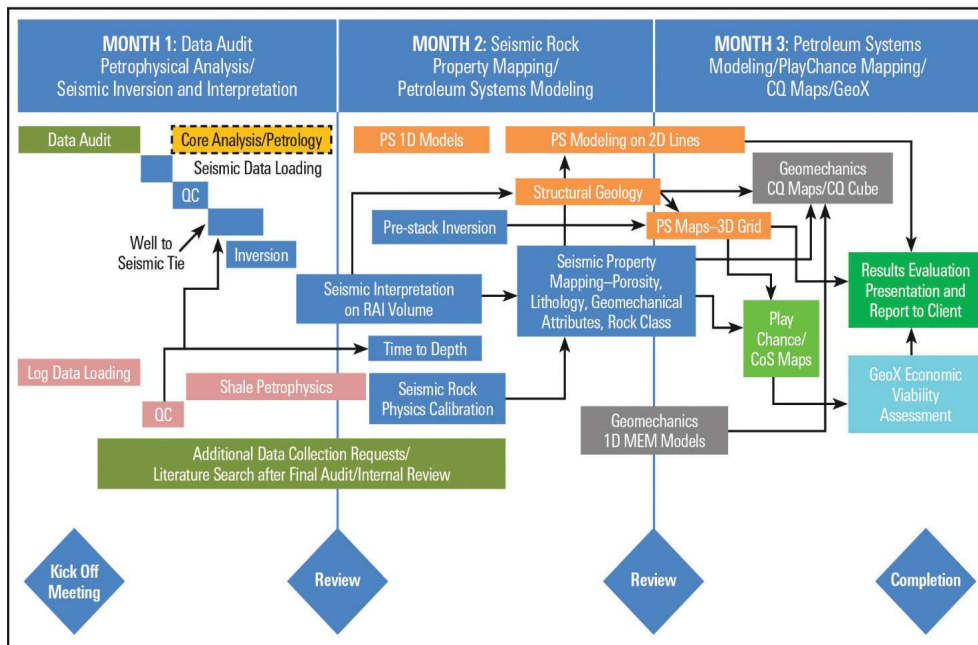 MONTH 1: Data Audit
Petrophysical Analysis/
Seismic Inversion and Interpretation
MONTH 2: Seismic Rock
Property Mapping/
Petroleum Systems Modeling
MONTH 3: Petroleum Systems
Modeling/PlayChance Mapping/
CQ Maps/GeoX
Data Audit
Core Analysis/Petrology
Seismic Data Loading
QC
Well to
Seismic Tie
Inversion
PS 1D Models
PS Modeling on 2D Lines
Structural Geology
Geomechanics
CQ Maps/CQ Cube
Pre-stack Inversion
PS Maps–3D Grid
Seismic Interpretation
on RAI Volume
Seismic Property
Mapping–Porosity,
Lithology, Geomechanical
Attributes, Rock Class
Results Evaluation
Presentation and
Report to Client
Time to Depth
Play
Chance/
CoS Maps
Log Data Loading
QC
Shale Petrophysics
Seismic Rock
Physics Calibration
GeoX Economic
Viability
Assessment
Geomechanics
1D MEM Models
Additional Data Collection Requests/
Literature Search after Final Audit/Internal Review
Kick Off
Meeting
Review
Review
Completion